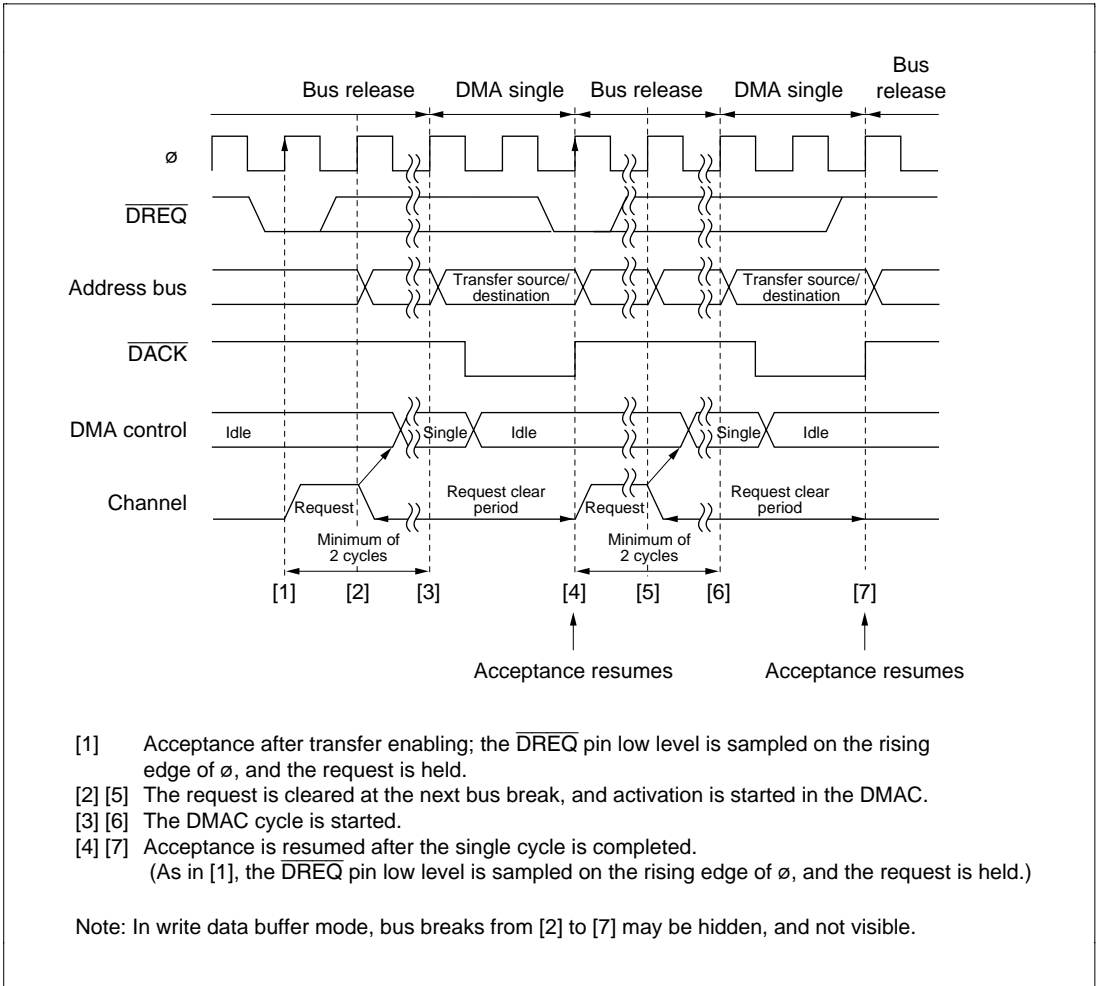 Bus release DMA single Bus release DMA single Bus release
ø
DREQ
Address bus
Transfer source/ Transfer source/
destination destination
DACK
DMA control Idle Single Idle Single Idle
Channel Request Request clear Request Request clear
period period
Minimum of Minimum of
2 cycles 2 cycles
[1] [2] [3] [4] [5] [6] [7]
Acceptance resumes Acceptance resumes
[1] Acceptance after transfer enabling; the DREQ pin low level is sampled on the rising
edge of ø, and the request is held.
[2] [5] The request is cleared at the next bus break, and activation is started in the DMAC.
[3] [6] The DMAC cycle is started.
[4] [7] Acceptance is resumed after the single cycle is completed.
(As in [1], the DREQ pin low level is sampled on the rising edge of ø, and the request is held.)
Note: In write data buffer mode, bus breaks from [2] to [7] may be hidden, and not visible.